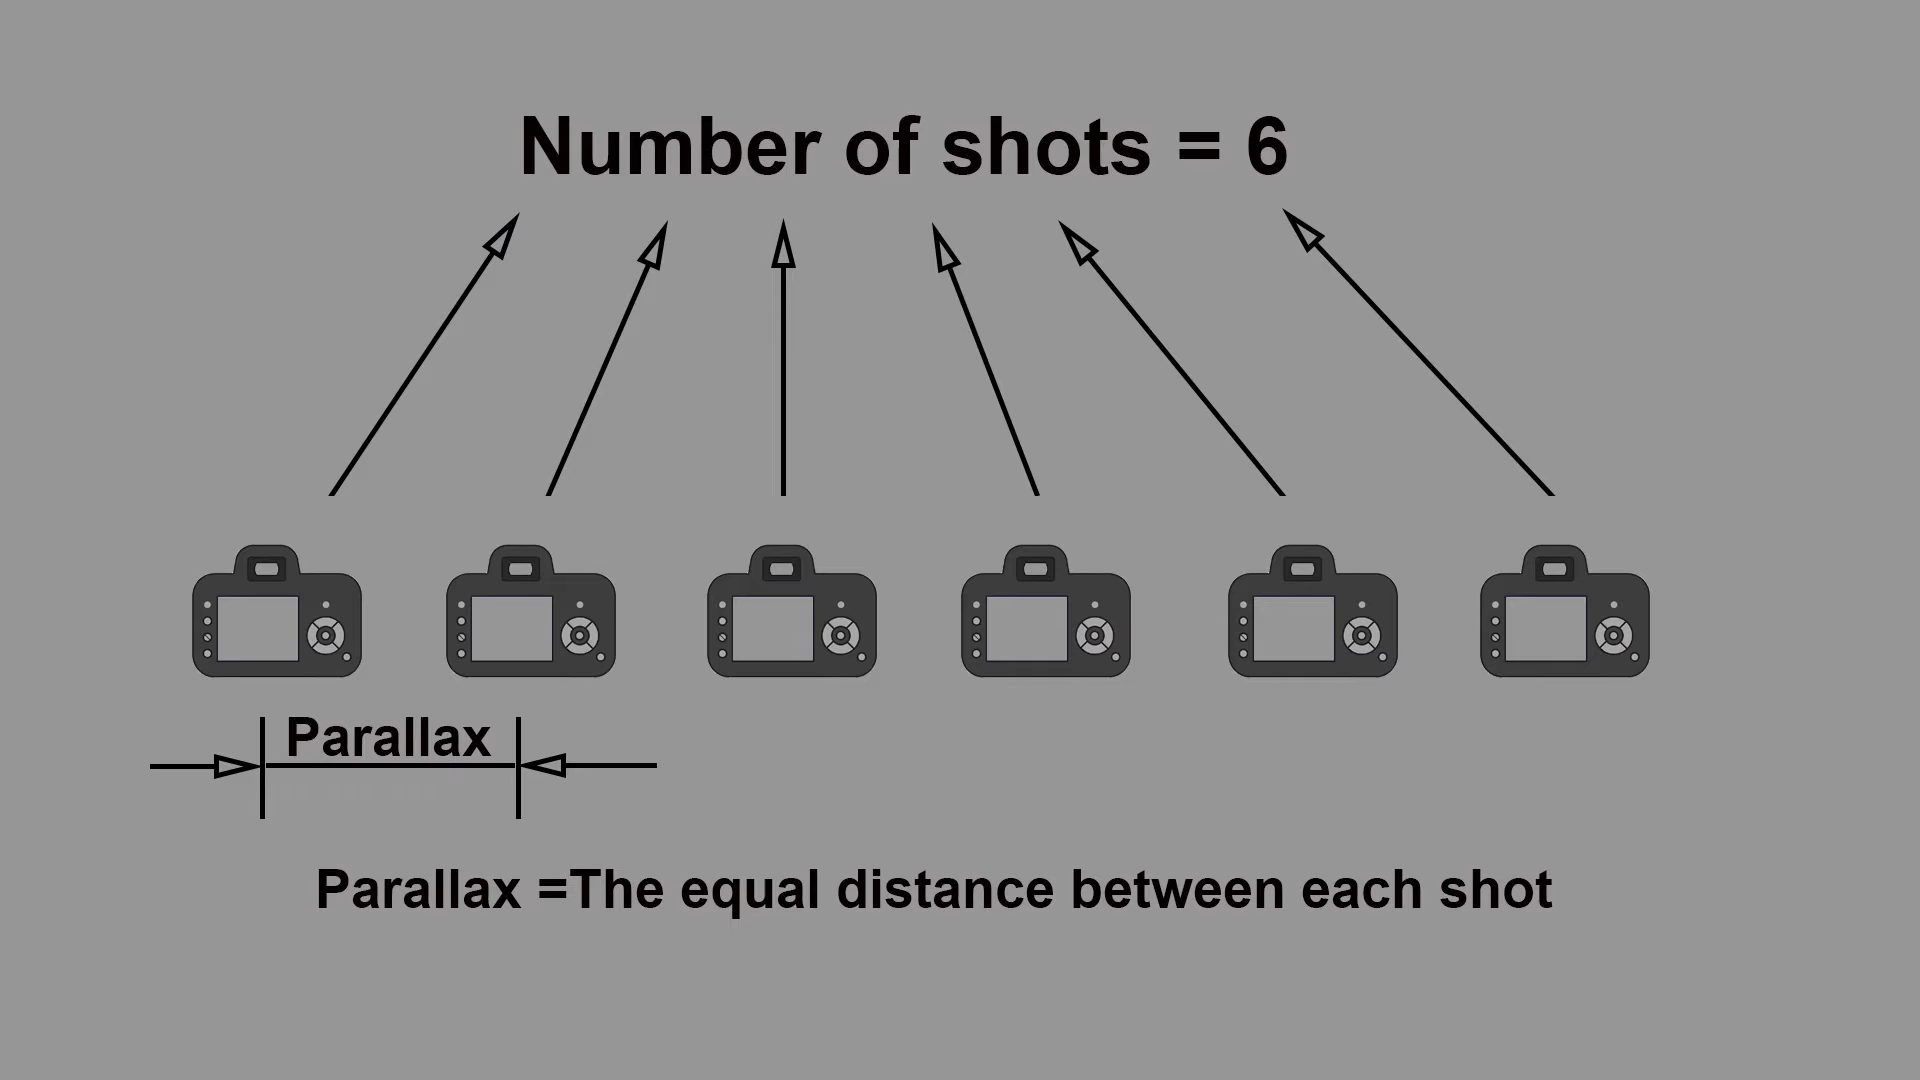 Number of shots = 6
Parallax
Parallax =The equal distance between each shot